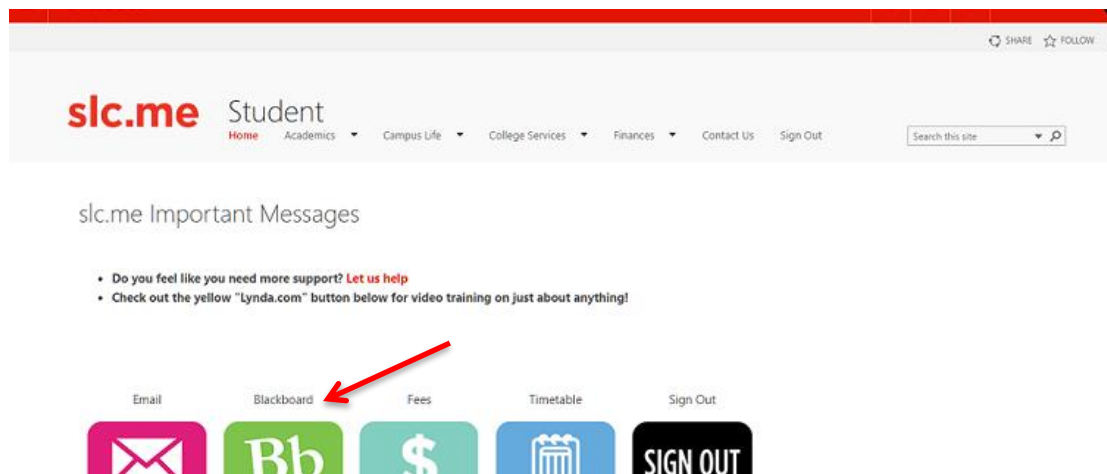 SHARE FOLLOW
slc.me Student
Home Academics Campus Life College Services Finances Contact Us Sign Out Search this site
slc.me Important Messages
• Do you feel like you need more support? Let us help
• Check out the yellow "Lynda.com" button below for video training on just about anything!
Email Blackboard Fees Timetable Sign Out
Bb $ SIGN OUT